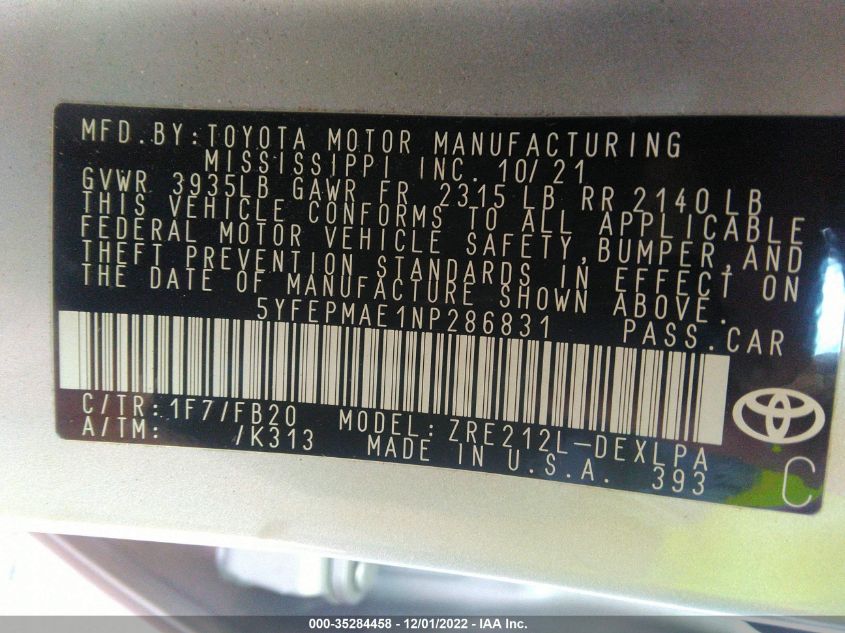 MFD.BY:TOYOTA MOTOR MANUFACTURING
MISSISSIPPI INC. 10/21
GVWR 3935LB GAWR FR 2315 LB RR 2140LB
THIS VEHICLE CONFORMS TO ALL APPLICABLE
FEDERAL MOTOR VEHICLE SAFETY,BUMPER,AND
THEFT PREVENTION STANDARDS IN EFFECT ON
THE DATE OF MANUFACTURE SHOWN ABOVE.
5YFEPMAE1NP286831 PASS.CAR
C/TR:1F7/FB20 MODEL:ZRE212L-DEXLPA
A/TM: /K313 MADE IN U.S.A. 393
C
000-35284458 - 12/01/2022 - IAA Inc.